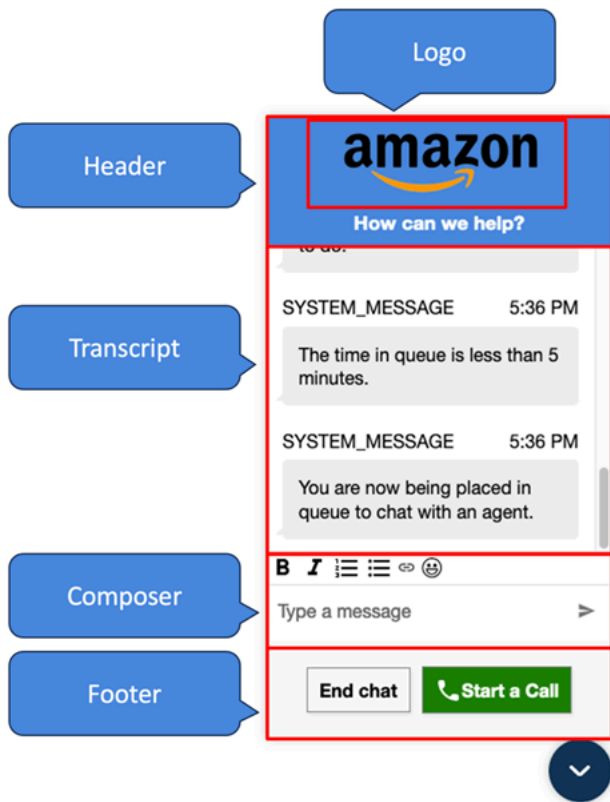 Logo
Header
amazon
How can we help?
to do.
SYSTEM_MESSAGE 5:36 PM
Transcript
The time in queue is less than 5
minutes.
SYSTEM_MESSAGE 5:36 PM
You are now being placed in
queue to chat with an agent.
B I
Composer
Type a message
Footer
End chat
Start a Call